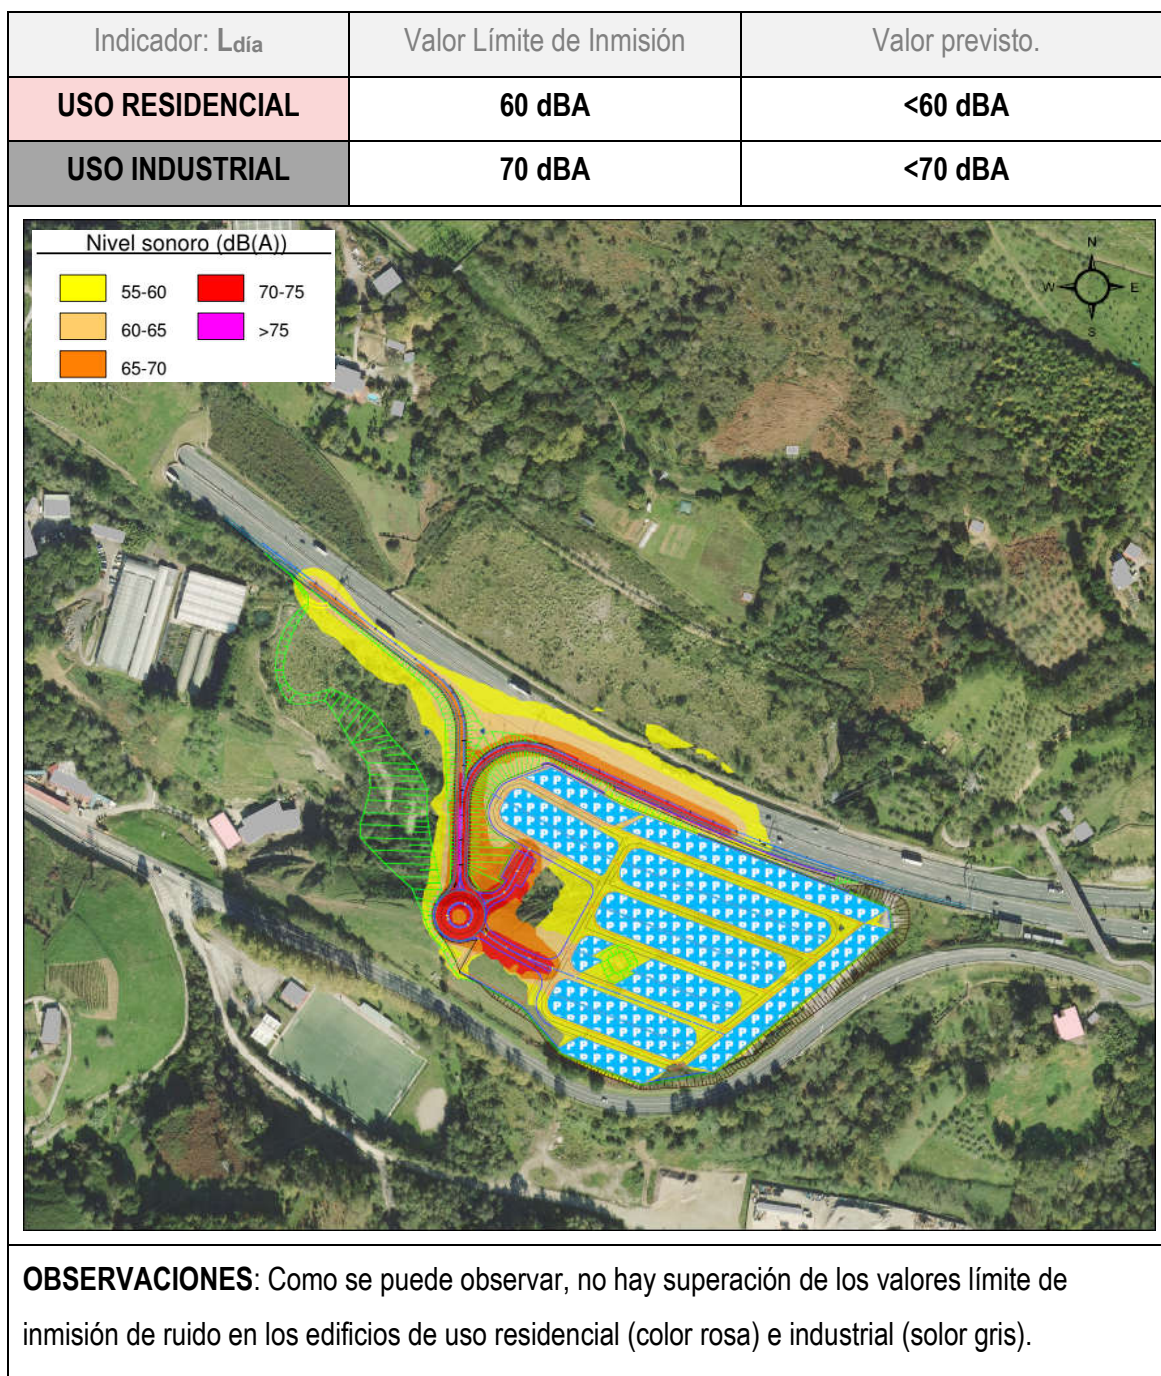 Indicador: Ldía Valor Límite de Inmisión Valor previsto.
USO RESIDENCIAL 60 dBA <60 dBA
USO INDUSTRIAL 70 dBA <70 dBA
Nivel sonoro (dB(A))
55-60 70-75
60-65 >75
65-70
N
W E
S
OBSERVACIONES: Como se puede observar, no hay superación de los valores límite de
inmisión de ruido en los edificios de uso residencial (color rosa) e industrial (solor gris).